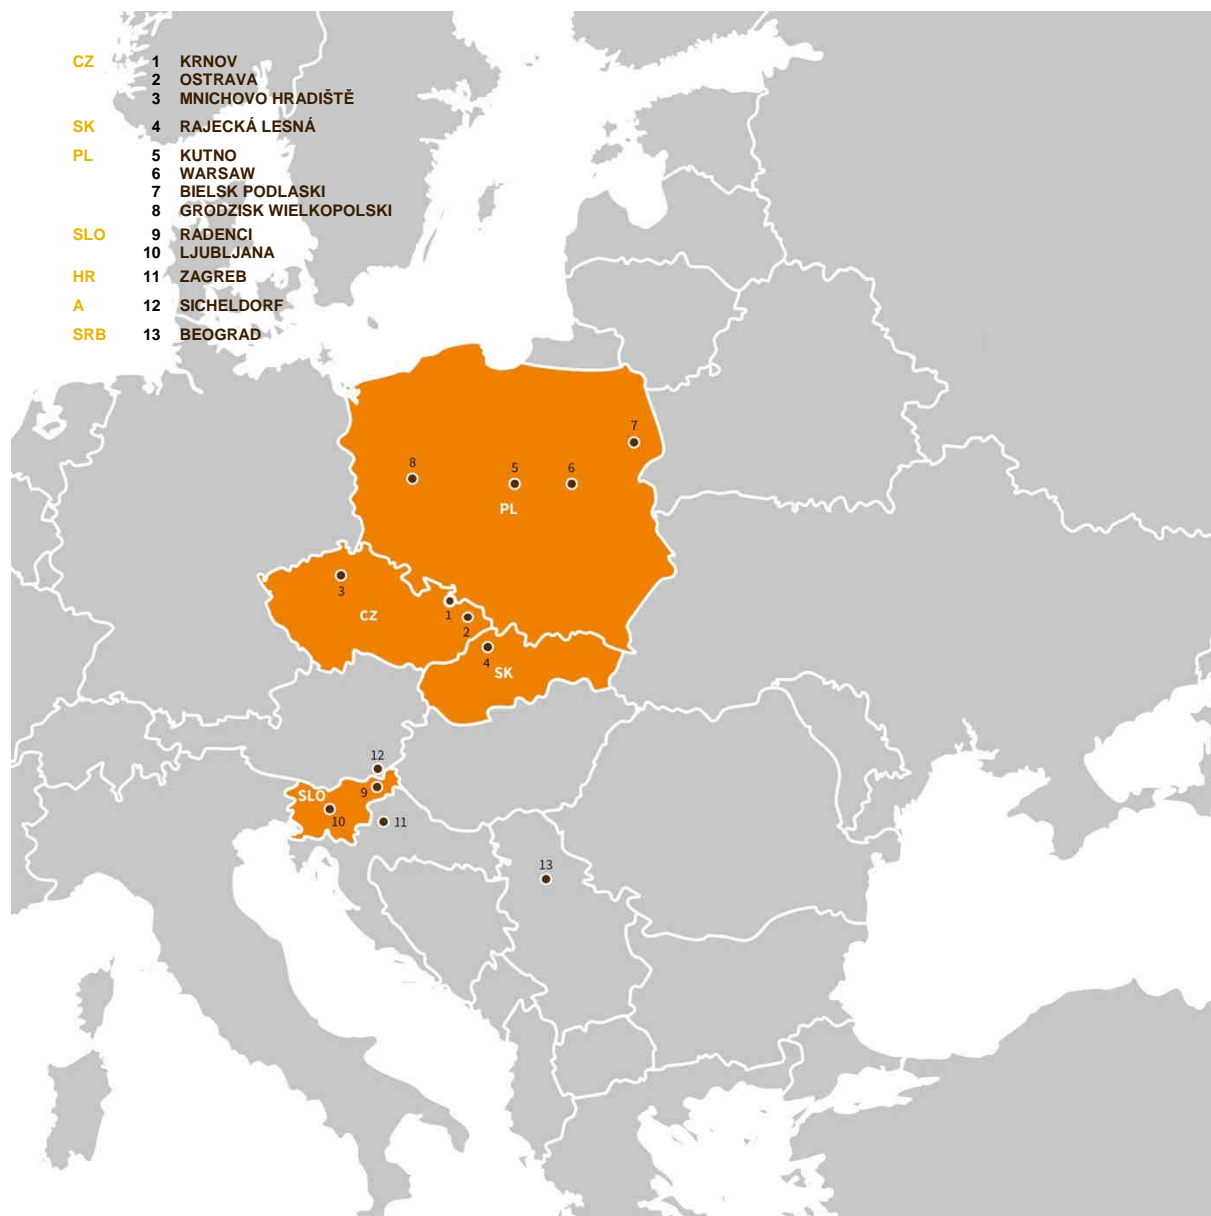 CZ 1 KRNOV
2 OSTRAVA
3 MNICHOVO HRADIŠTĚ
SK 4 RAJECKÁ LESNÁ
PL 5 KUTNO
6 WARSAW
7 BIELSK PODLASKI
8 GRODZISK WIELKOPOLSKI
SLO 9 RADENCI
10 LJUBLJANA
HR 11 ZAGREB
A 12 SICHELDORF
SRB 13 BEOGRAD
7
8
5
6
PL
3
1
CZ
2
4
SK
12
9
SLO
10
11
13